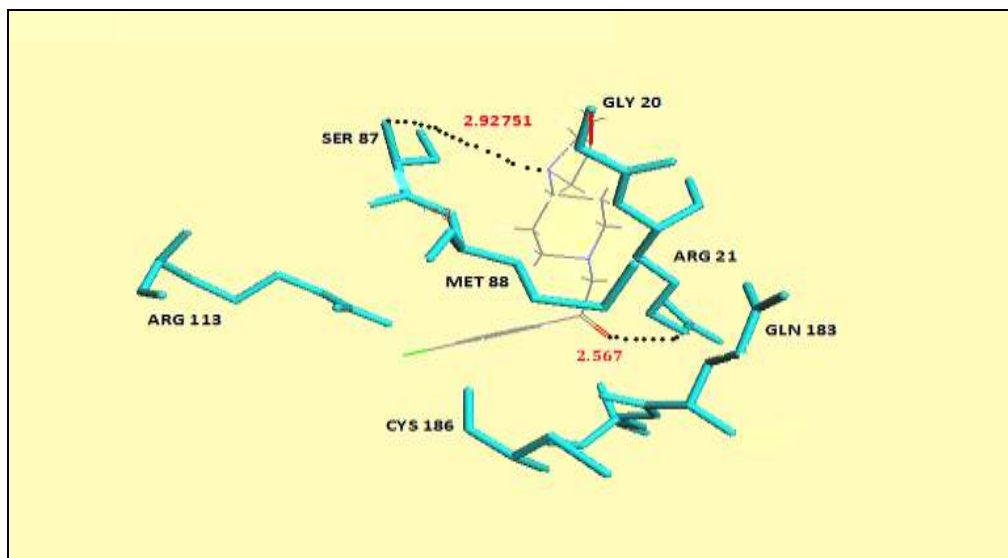 GLY 20
2.92751
SER 87
ARG 21
MET 88
ARG 113
GLN 183
2.567
CYS 186